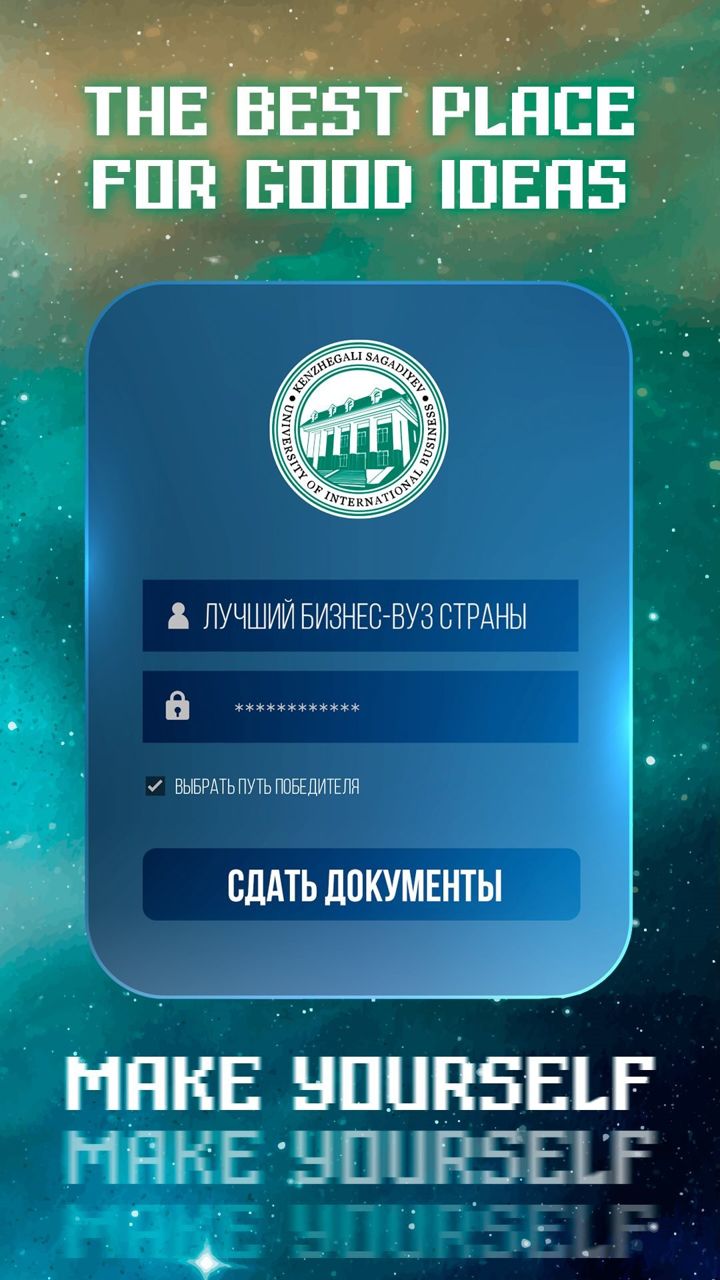 THE BEST PLACE
FOR GOOD IDEAS
• KENZHEGALI SAGADIYEV •
UNIVERSITY OF INTERNATIONAL BUSINESS
ЛУЧШИЙ БИЗНЕС-ВУЗ СТРАНЫ
************
ВЫБРАТЬ ПУТЬ ПОБЕДИТЕЛЯ
СДАТЬ ДОКУМЕНТЫ
MAKE YOURSELF
MAKE YOURSELF
MAKE YOURSELF